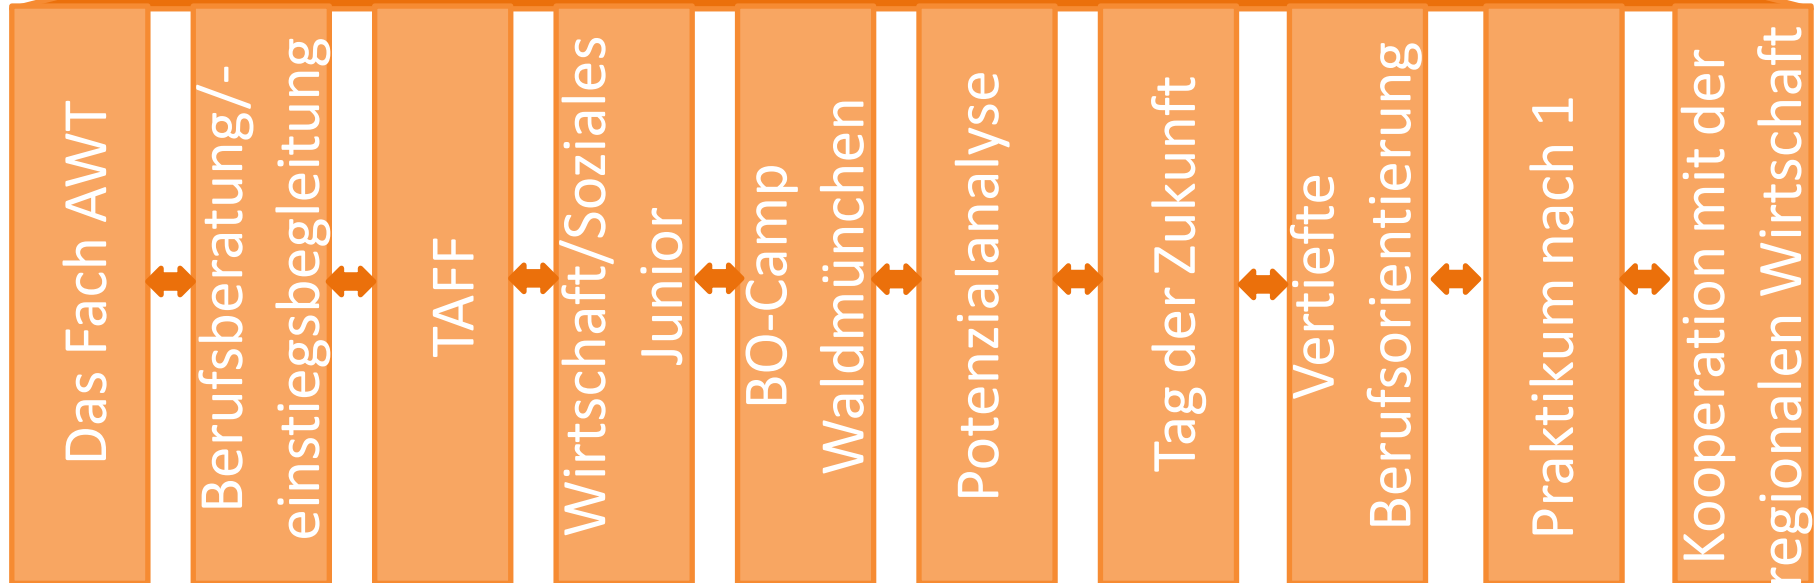 Das Fach AWT
Berufsberatung/-
einstiegsbegleitung
TAFF
Wirtschaft/Soziales
Junior
BO-Camp
Waldmünchen
Potenzialanalyse
Tag der Zukunft
Vertiefte
Berufsorientierung
Praktikum nach 1
Kooperation mit der
regionalen Wirtschaft